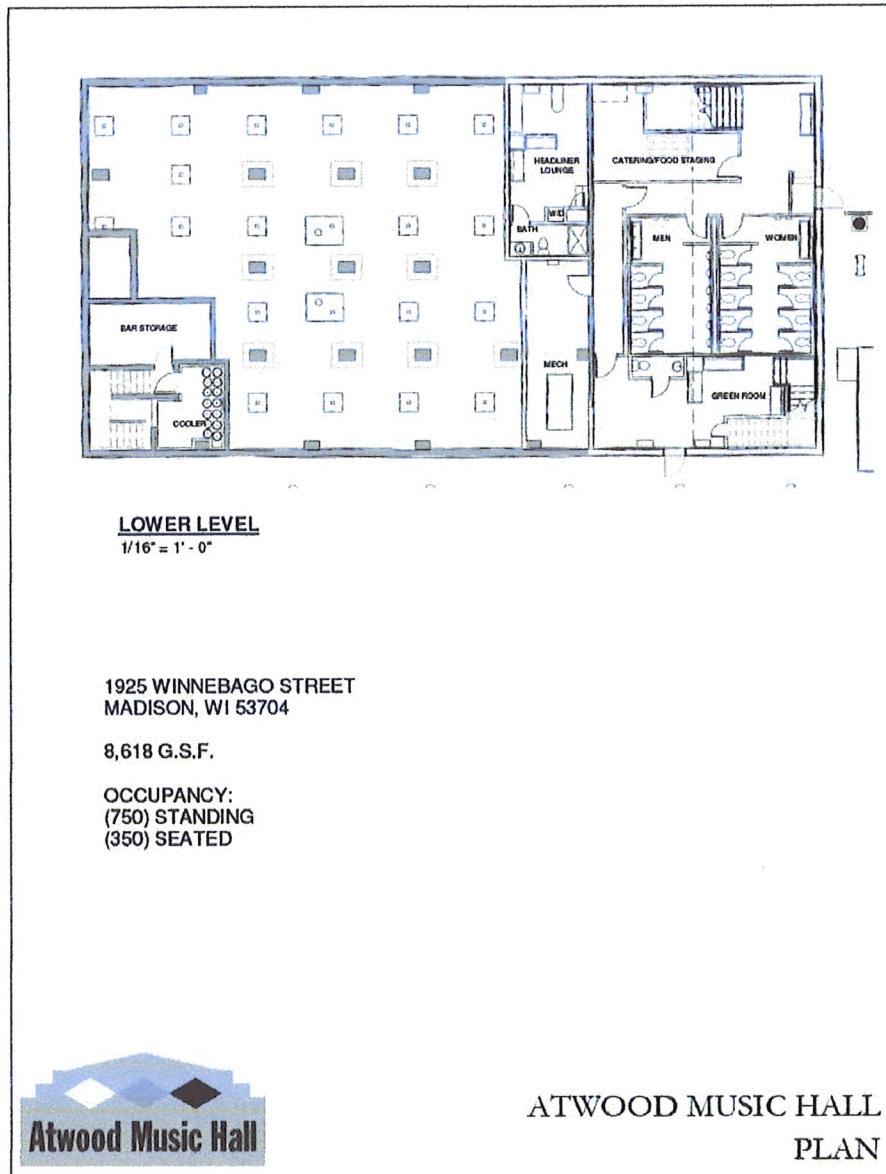 HEADLINER
LOUNGE
CATERING/FOOD STAGING
W/D
BATH
MEN
WOMEN
BAR STORAGE
MECH
COOLER
GREEN ROOM
LOWER LEVEL
1/16" = 1' - 0"
1925 WINNEBAGO STREET
MADISON, WI 53704
8,618 G.S.F.
OCCUPANCY:
(750) STANDING
(350) SEATED
Atwood Music Hall
ATWOOD MUSIC HALL
PLAN